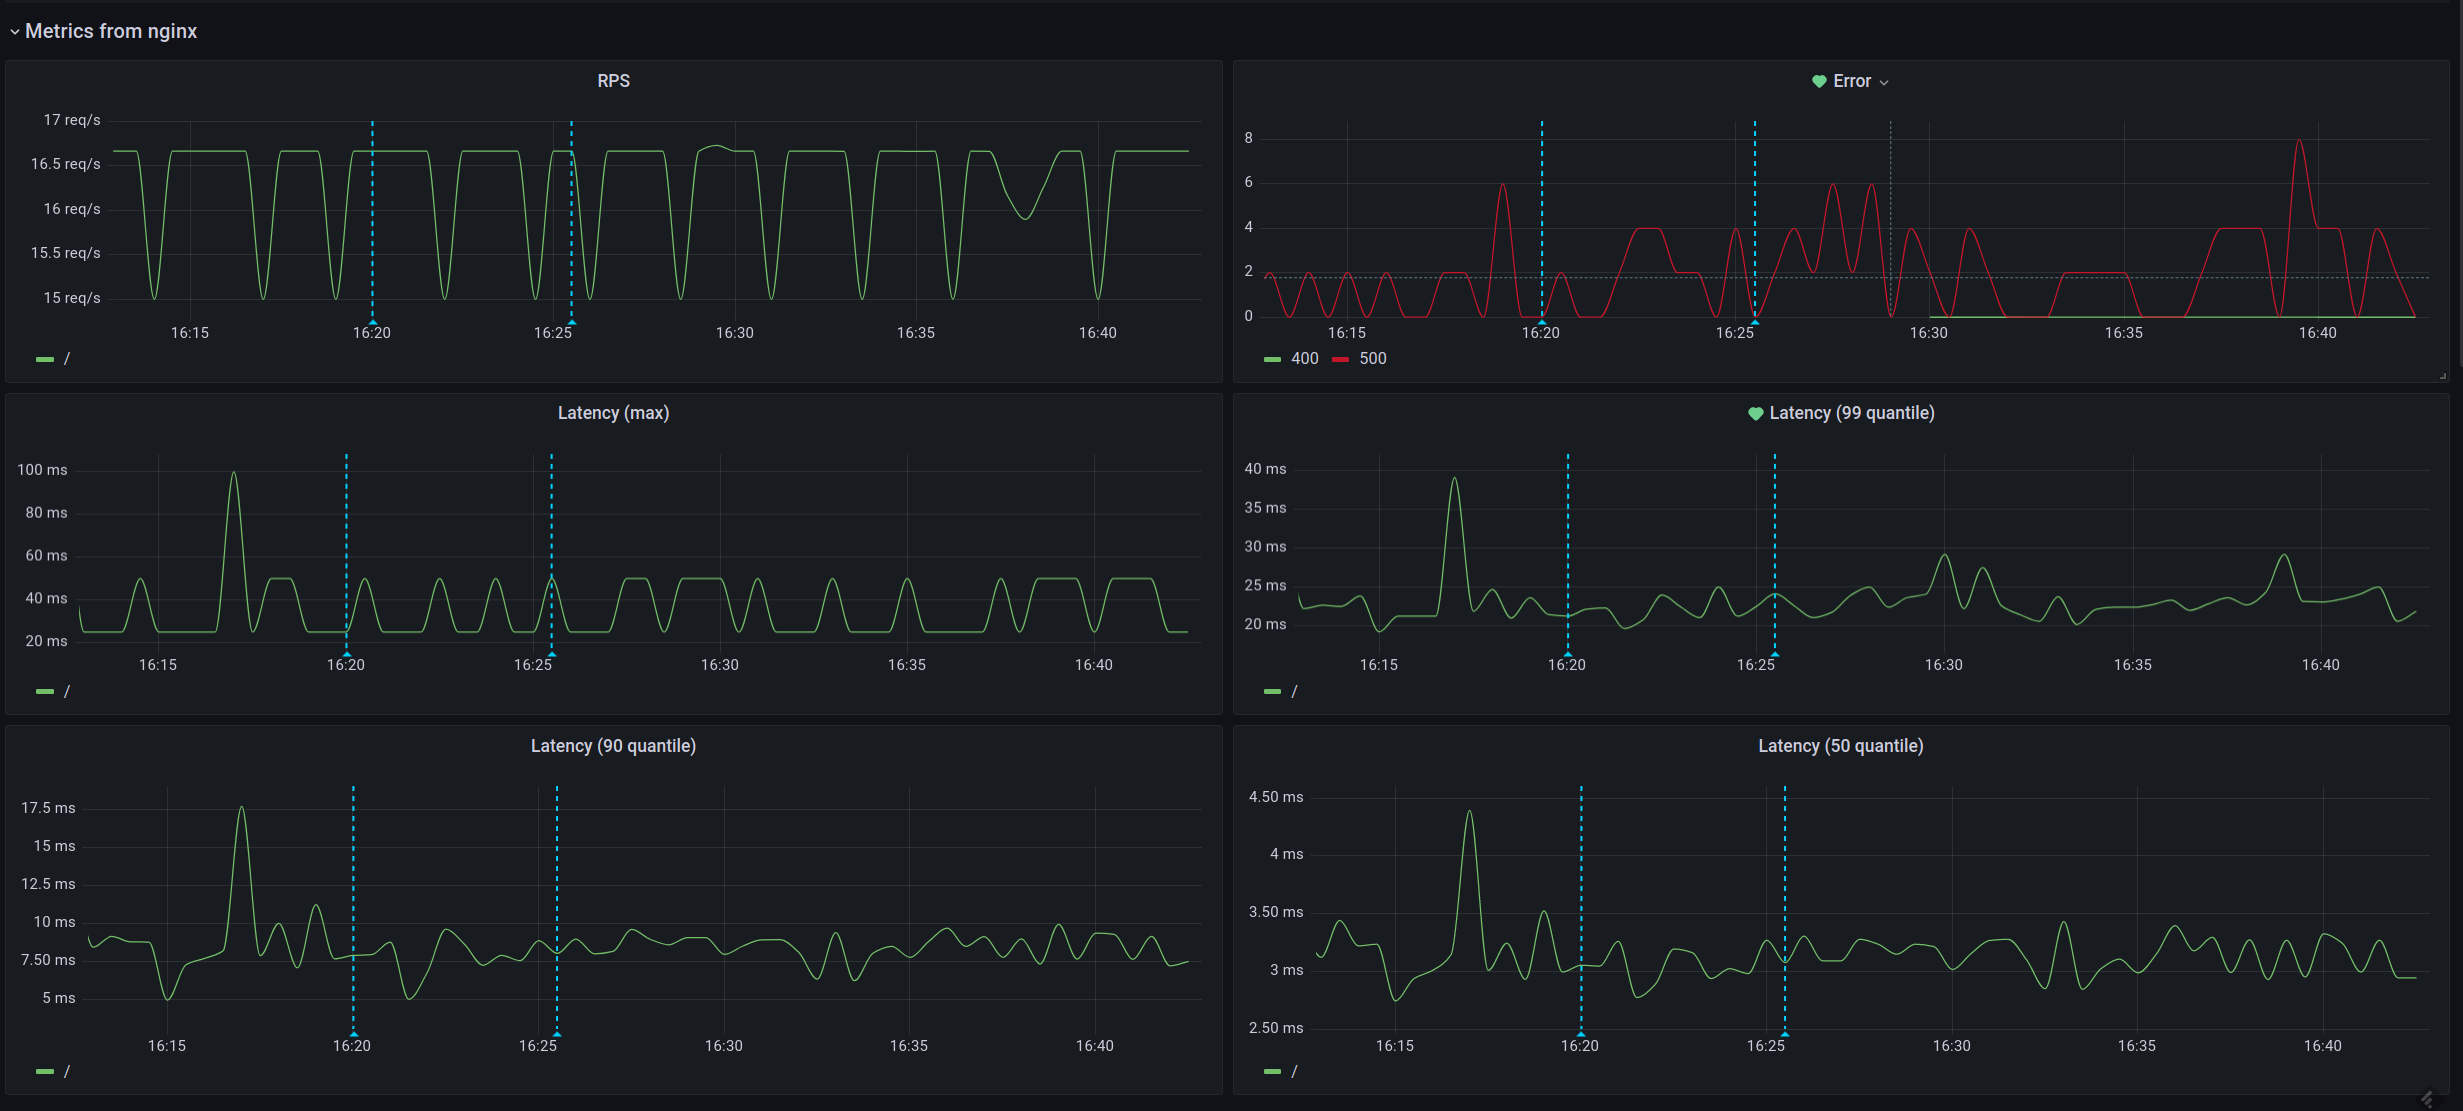 Metrics from nginx
RPS
17 req/s
16.5 req/s
16 req/s
15.5 req/s
15 req/s
16:15 16:20 16:25 16:30 16:35 16:40
/
Error
8
6
4
2
0
16:15 16:20 16:25 16:30 16:35 16:40
400 500
Latency (max)
100 ms
80 ms
60 ms
40 ms
20 ms
16:15 16:20 16:25 16:30 16:35 16:40
/
Latency (99 quantile)
40 ms
35 ms
30 ms
25 ms
20 ms
16:15 16:20 16:25 16:30 16:35 16:40
/
Latency (90 quantile)
17.5 ms
15 ms
12.5 ms
10 ms
7.50 ms
5 ms
16:15 16:20 16:25 16:30 16:35 16:40
/
Latency (50 quantile)
4.50 ms
4 ms
3.50 ms
3 ms
2.50 ms
16:15 16:20 16:25 16:30 16:35 16:40
/